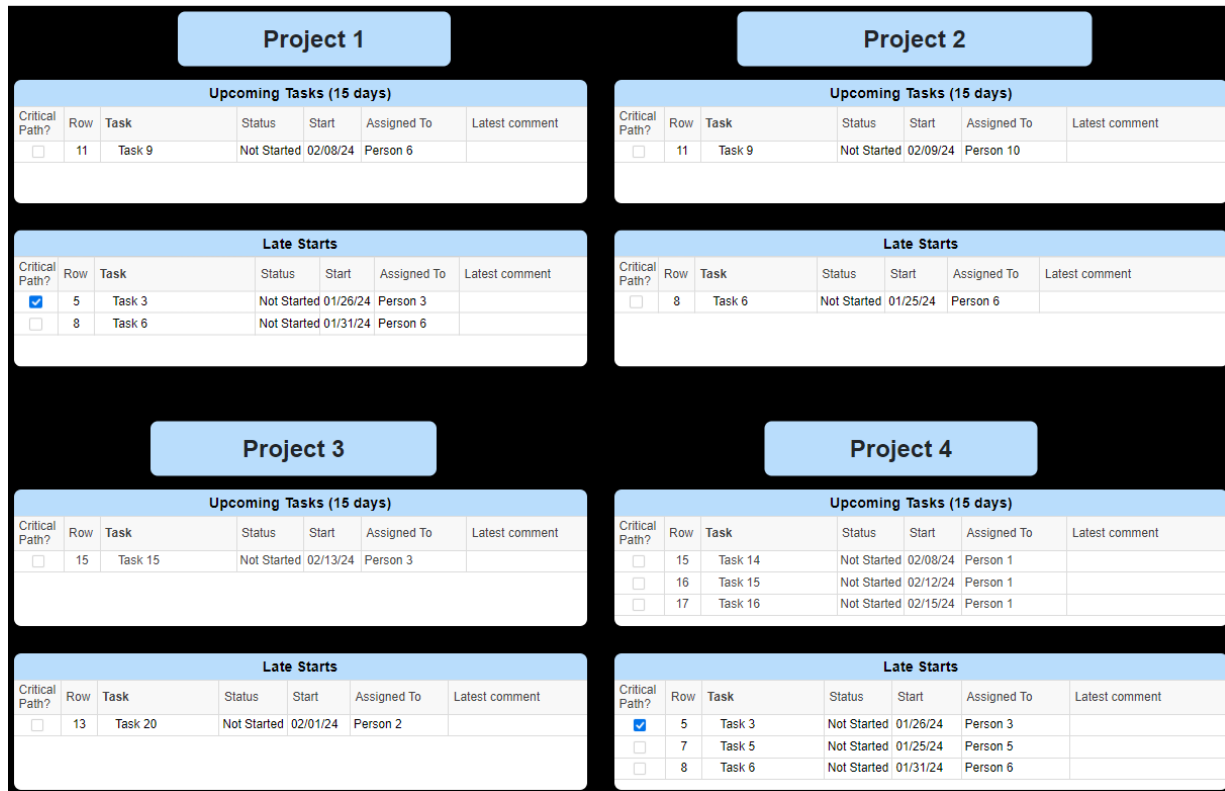 Project 1
Upcoming Tasks (15 days)
Critical Path? Row Task Status Start Assigned To Latest comment
11 Task 9 Not Started 02/08/24 Person 6
Late Starts
Critical Path? Row Task Status Start Assigned To Latest comment
5 Task 3 Not Started 01/26/24 Person 3
8 Task 6 Not Started 01/31/24 Person 6
Project 2
Upcoming Tasks (15 days)
Critical Path? Row Task Status Start Assigned To Latest comment
11 Task 9 Not Started 02/09/24 Person 10
Late Starts
Critical Path? Row Task Status Start Assigned To Latest comment
8 Task 6 Not Started 01/25/24 Person 6
Project 3
Upcoming Tasks (15 days)
Critical Path? Row Task Status Start Assigned To Latest comment
15 Task 15 Not Started 02/13/24 Person 3
Late Starts
Critical Path? Row Task Status Start Assigned To Latest comment
13 Task 20 Not Started 02/01/24 Person 2
Project 4
Upcoming Tasks (15 days)
Critical Path? Row Task Status Start Assigned To Latest comment
15 Task 14 Not Started 02/08/24 Person 1
16 Task 15 Not Started 02/12/24 Person 1
17 Task 16 Not Started 02/15/24 Person 1
Late Starts
Critical Path? Row Task Status Start Assigned To Latest comment
5 Task 3 Not Started 01/26/24 Person 3
7 Task 5 Not Started 01/25/24 Person 5
8 Task 6 Not Started 01/31/24 Person 6